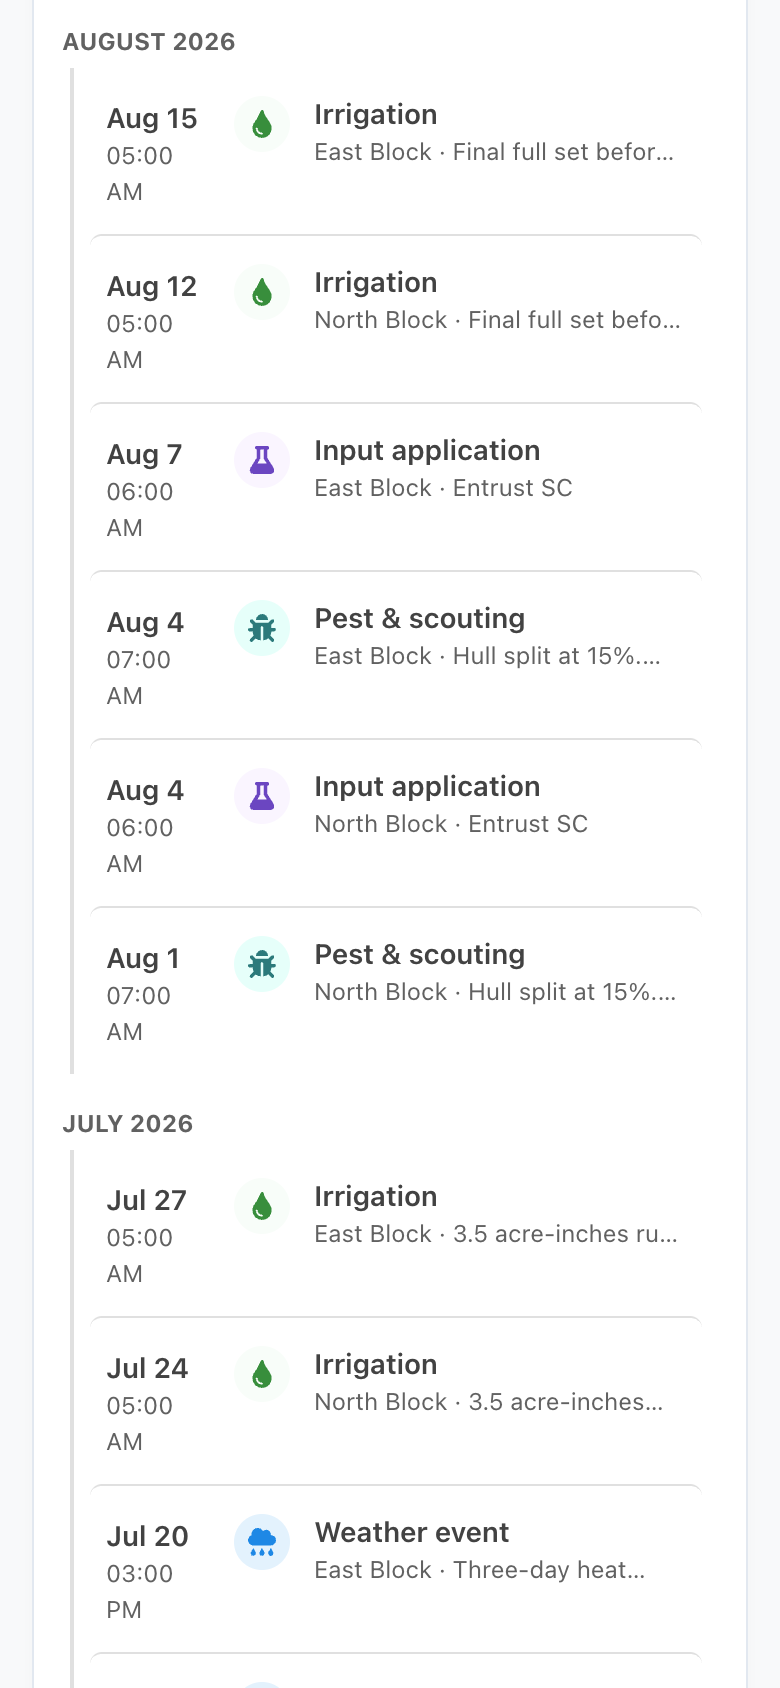 AUGUST 2026
Aug 15
05:00
AM
Irrigation
East Block · Final full set befor...
Aug 12
05:00
AM
Irrigation
North Block · Final full set befo...
Aug 7
06:00
AM
Input application
East Block · Entrust SC
Aug 4
07:00
AM
Pest & scouting
East Block · Hull split at 15%....
Aug 4
06:00
AM
Input application
North Block · Entrust SC
Aug 1
07:00
AM
Pest & scouting
North Block · Hull split at 15%....
JULY 2026
Jul 27
05:00
AM
Irrigation
East Block · 3.5 acre-inches ru...
Jul 24
05:00
AM
Irrigation
North Block · 3.5 acre-inches...
Jul 20
03:00
PM
Weather event
East Block · Three-day heat...